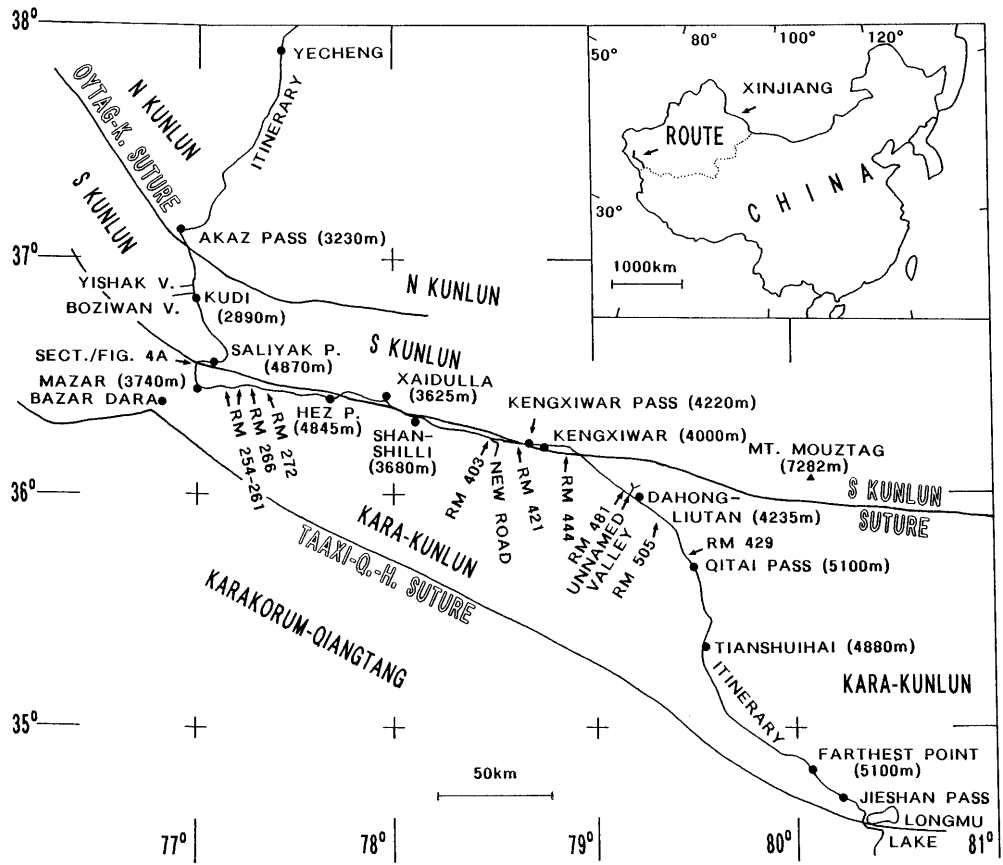 38°
YECHENG
ITINERARY
N KUNLUN
OYTAG-K. SUTURE
S KUNLUN
50°
80°
100°
120°
XINJIANG
ROUTE
CHINA
30°
1000km
37°
AKAZ PASS (3230m)
YISHAK V.
BOZIWAN V.
KUDI
(2890m)
N KUNLUN
S KUNLUN
SECT./FIG. 4A
SALIYAK P.
(4870m)
MAZAR (3740m)
BAZAR DARA
XAIDULLA
(3625m)
HEZ P.
(4845m)
SHAN-
SHILLI
(3680m)
KENGXIWAR PASS (4220m)
KENGXIWAR (4000m)
MT. MOUZTAG
(7282m)
RM 254-261
RM 266
RM 272
RM 403
NEW ROAD
RM 421
RM 444
RM 481
UNNAMED
VALLEY
RM 505
S KUNLUN
SUTURE
36°
DAHONG-
LIUTAN (4235m)
RM 429
QITAI PASS (5100m)
KARA-KUNLUN
TAAXI-Q.-H. SUTURE
KARAKORUM-QIANGTANG
TIANSHUIHAI (4880m)
KARA-KUNLUN
ITINERARY
35°
FARTHEST POINT
(5100m)
50km
JIESHAN PASS
LONGMU
LAKE
77°
78°
79°
80°
81°